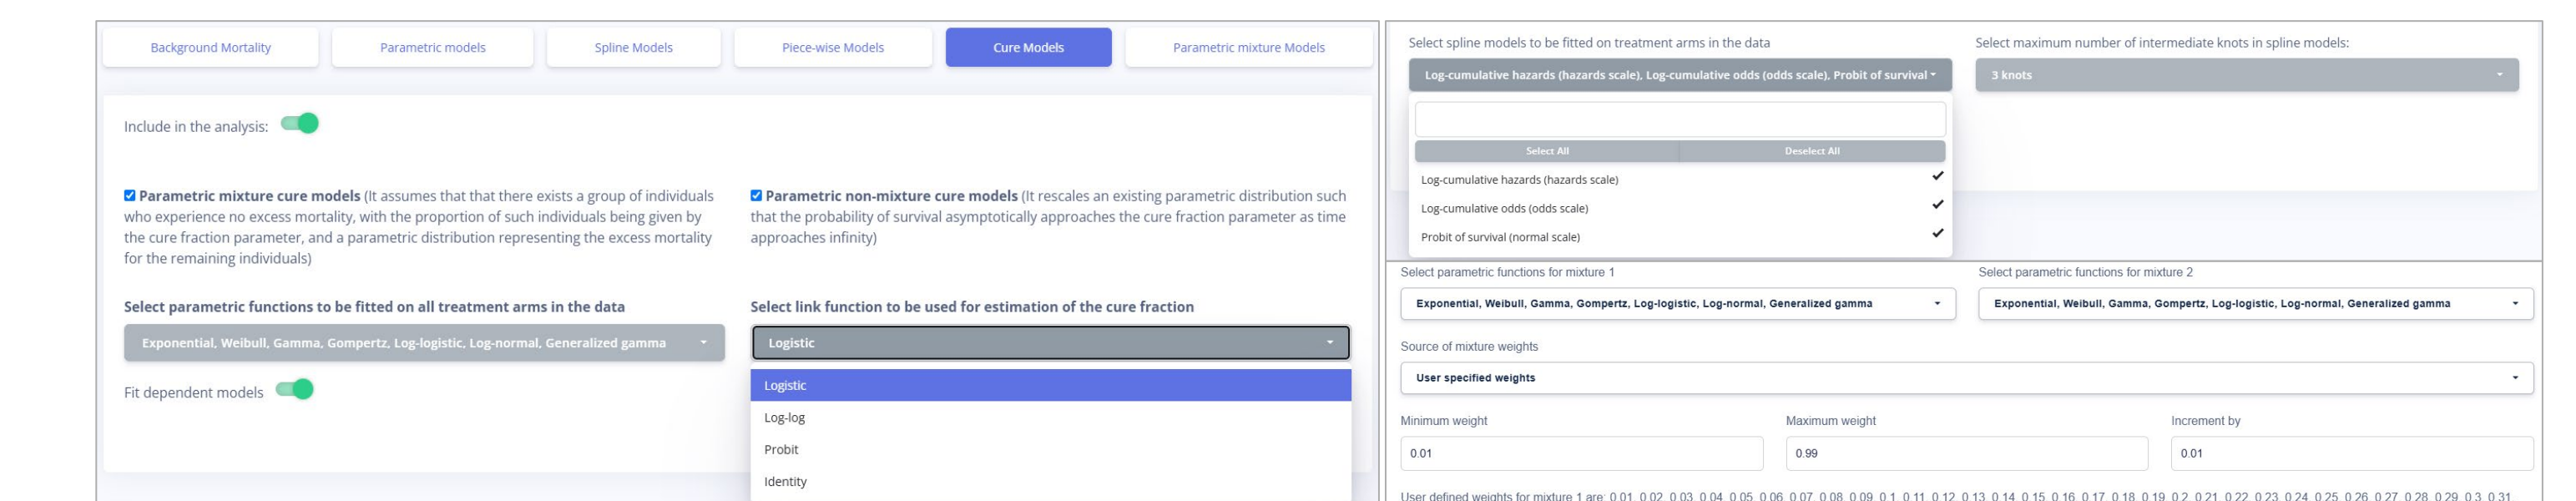 Background Mortality
Parametric models
Spline Models
Piece-wise Models
Cure Models
Parametric mixture Models
Include in the analysis:
Parametric mixture cure models (It assumes that that there exists a group of individuals
who experience no excess mortality, with the proportion of such individuals being given by
the cure fraction parameter, and a parametric distribution representing the excess mortality
for the remaining individuals)
Parametric non-mixture cure models (It rescales an existing parametric distribution such
that the probability of survival asymptotically approaches the cure fraction parameter as time
approaches infinity)
Select parametric functions to be fitted on all treatment arms in the data
Exponential, Weibull, Gamma, Gompertz, Log-logistic, Log-normal, Generalized gamma
Fit dependent models
Select link function to be used for estimation of the cure fraction
Logistic
Logistic
Log-log
Probit
Identity
Select spline models to be fitted on treatment arms in the data
Log-cumulative hazards (hazards scale), Log-cumulative odds (odds scale), Probit of survival
Select All
Deselect All
Log-cumulative hazards (hazards scale)
Log-cumulative odds (odds scale)
Probit of survival (normal scale)
Select maximum number of intermediate knots in spline models:
3 knots
Select parametric functions for mixture 1
Exponential, Weibull, Gamma, Gompertz, Log-logistic, Log-normal, Generalized gamma
Select parametric functions for mixture 2
Exponential, Weibull, Gamma, Gompertz, Log-logistic, Log-normal, Generalized gamma
Source of mixture weights
User specified weights
Minimum weight
0.01
Maximum weight
0.99
Increment by
0.01
User defined weights for mixture 1 are: 0.01, 0.02, 0.03, 0.04, 0.05, 0.06, 0.07, 0.08, 0.09, 0.1, 0.11, 0.12, 0.13, 0.14, 0.15, 0.16, 0.17, 0.18, 0.19, 0.2, 0.21, 0.22, 0.23, 0.24, 0.25, 0.26, 0.27, 0.28, 0.29, 0.3, 0.31